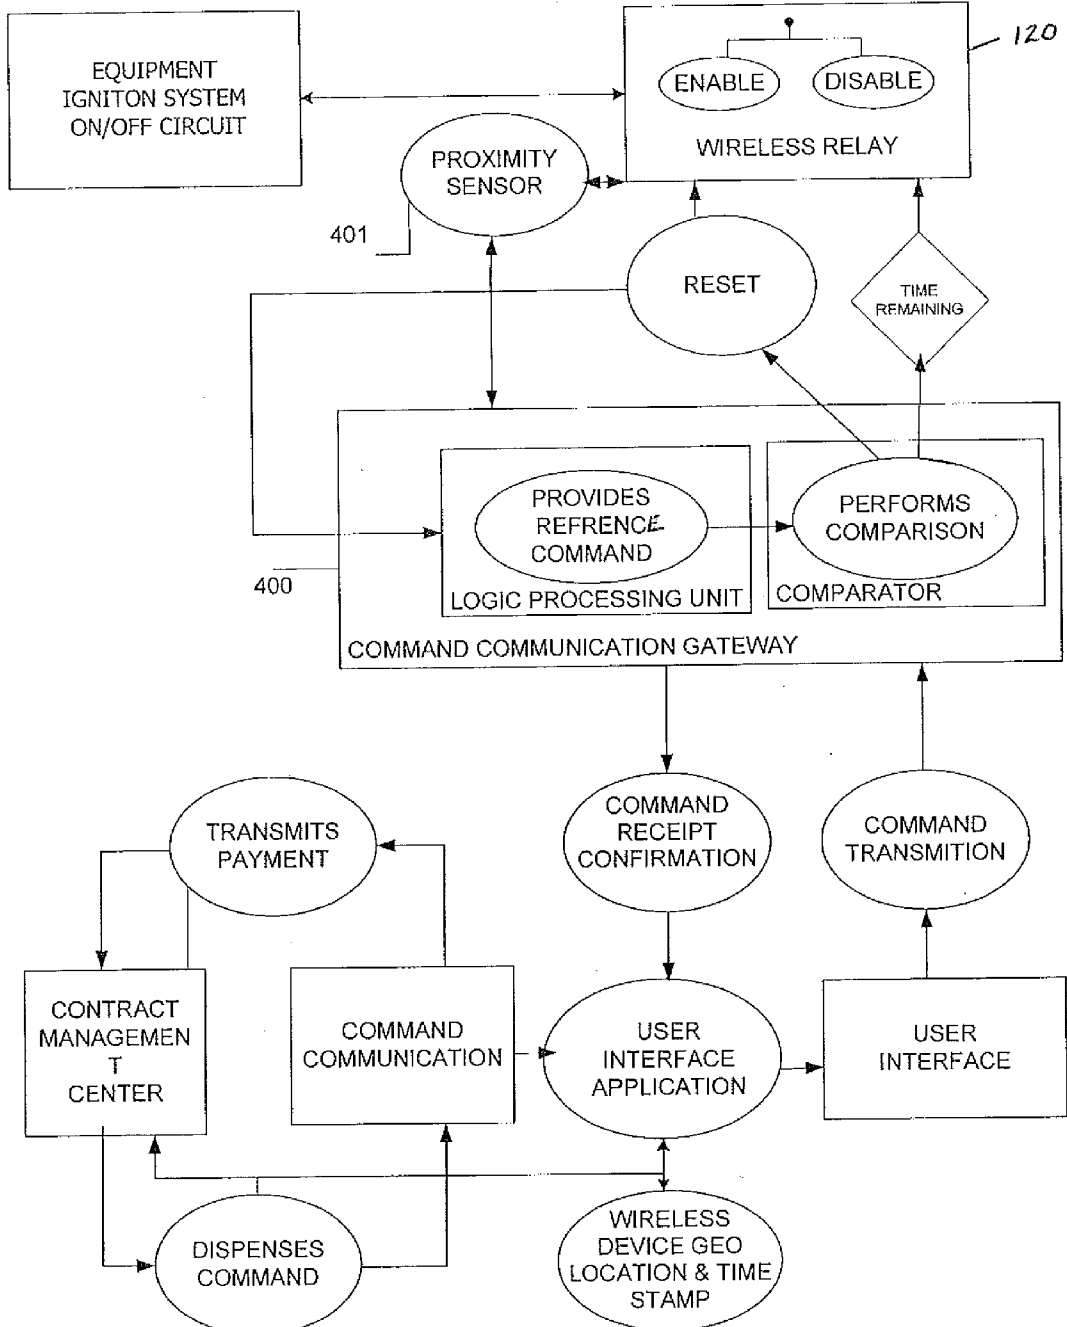 EQUIPMENT
IGNITON SYSTEM
ON/OFF CIRCUIT
ENABLE
DISABLE
WIRELESS RELAY
120
PROXIMITY
SENSOR
401
RESET
TIME
REMAINING
PROVIDES
REFRENCE
COMMAND
LOGIC PROCESSING UNIT
PERFORMS
COMPARISON
COMPARATOR
400
COMMAND COMMUNICATION GATEWAY
TRANSMITS
PAYMENT
COMMAND
RECEIPT
CONFIRMATION
COMMAND
TRANSMITION
CONTRACT
MANAGEMEN
T
CENTER
COMMAND
COMMUNICATION
USER
INTERFACE
APPLICATION
USER
INTERFACE
DISPENSES
COMMAND
WIRELESS
DEVICE GEO
LOCATION & TIME
STAMP